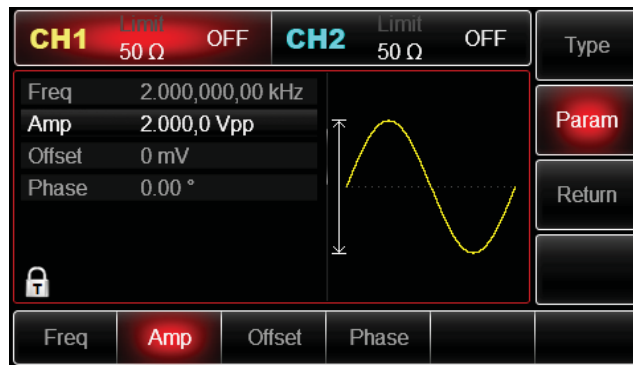 CH1 Limit 50 Ω OFF CH2 Limit 50 Ω OFF Type
Freq 2.000,000,00 kHz
Amp 2.000,0 Vpp Param
Offset 0 mV
Phase 0.00 ° Return
T
Freq Amp Offset Phase